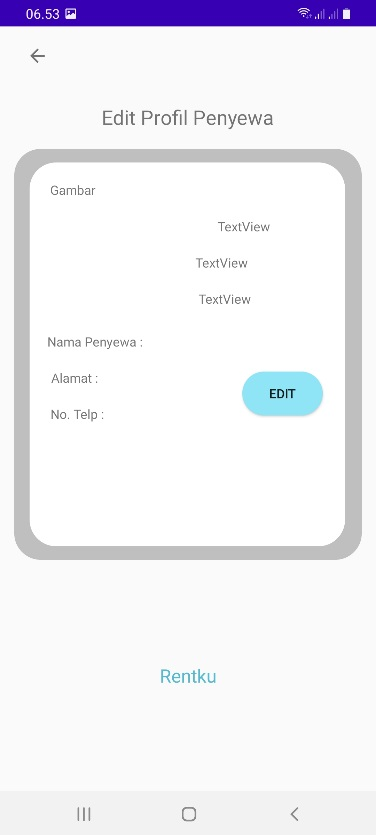 06.53
Edit Profil Penyewa
Gambar
TextView
TextView
TextView
Nama Penyewa :
Alamat :
EDIT
No. Telp :
Rentku